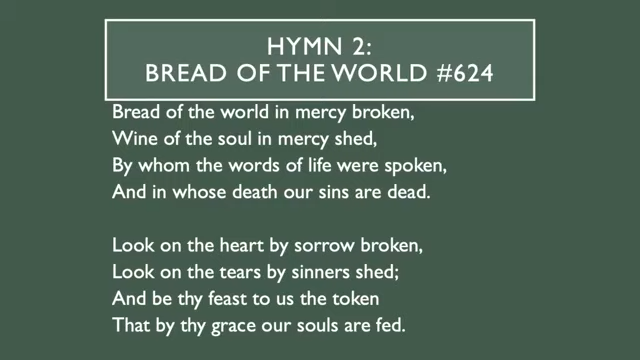 HYMN 2:
BREAD OF THE WORLD #624
Bread of the world in mercy broken,
Wine of the soul in mercy shed,
By whom the words of life were spoken,
And in whose death our sins are dead.
Look on the heart by sorrow broken,
Look on the tears by sinners shed;
And be thy feast to us the token
That by thy grace our souls are fed.